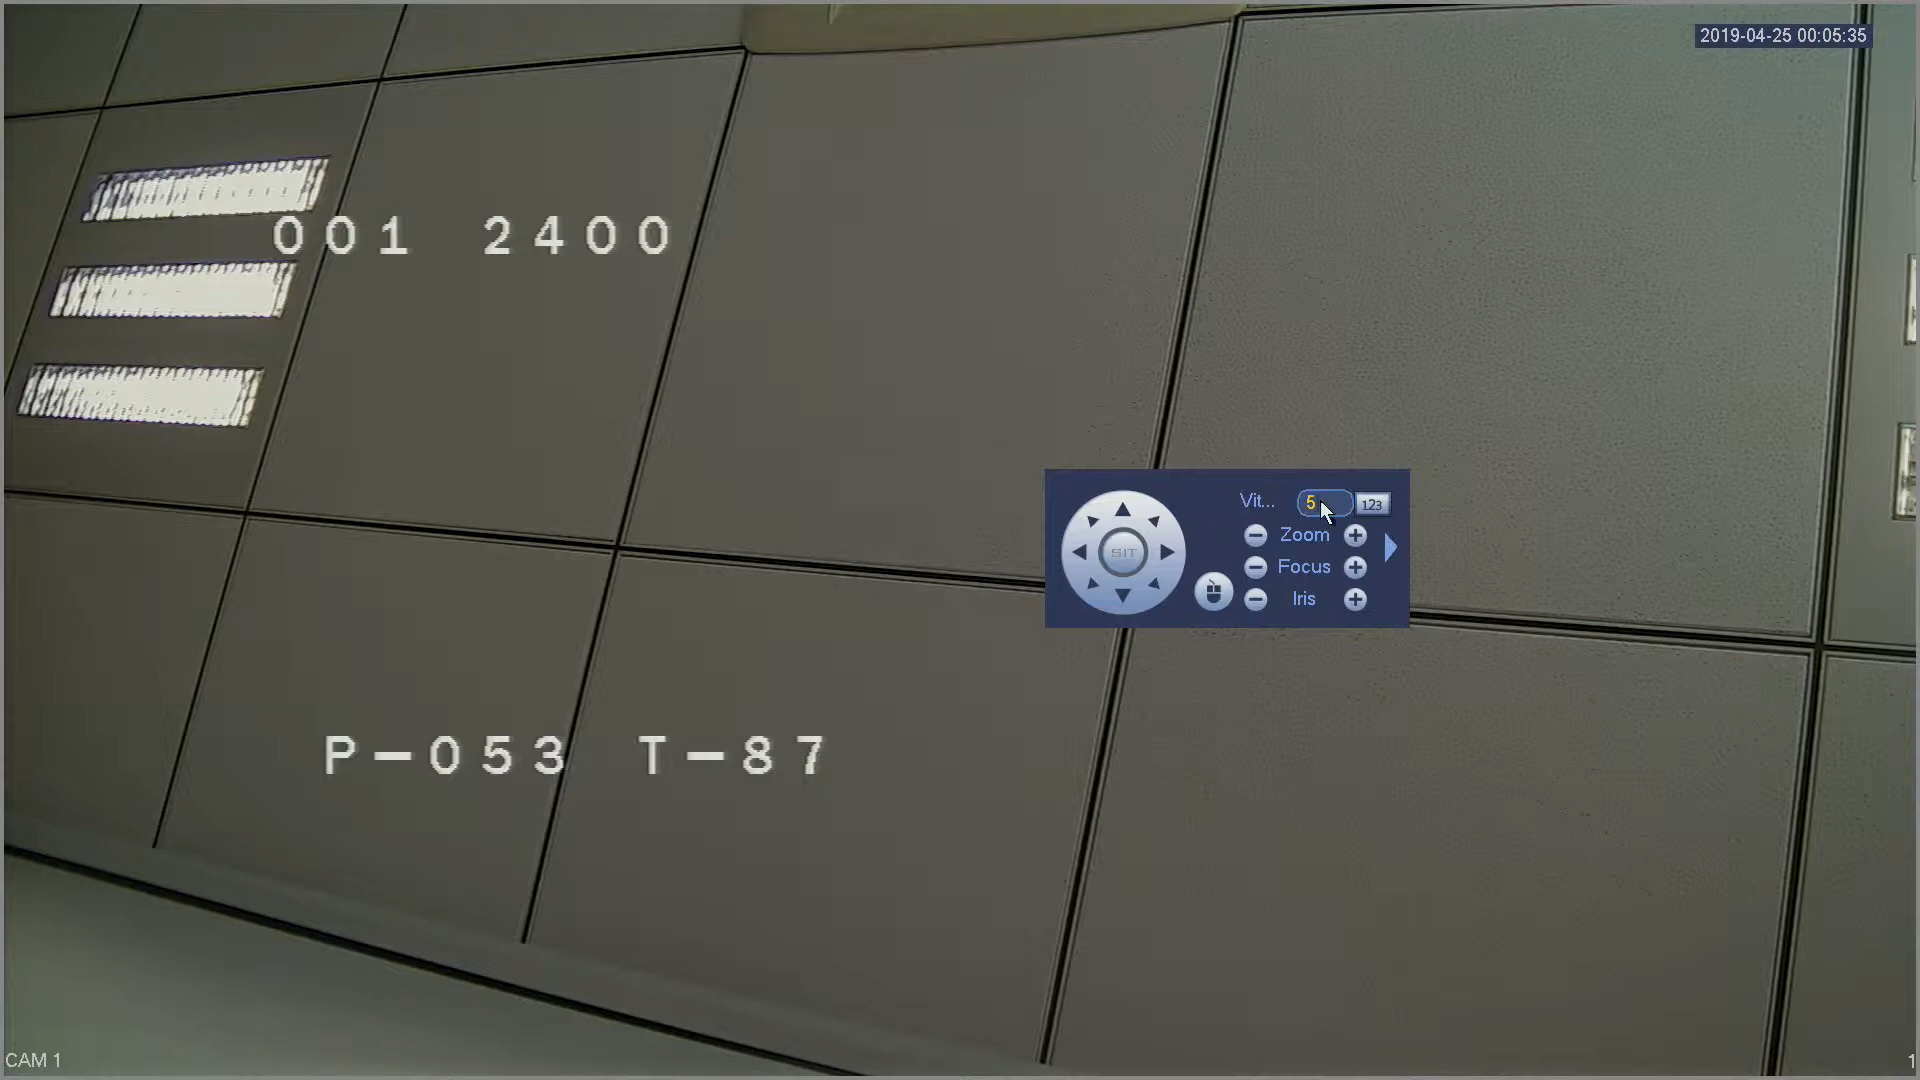 2019-04-25 00:05:35
001 2400
Vit... 5 123
Zoom
SIT
Focus
Iris
P-053 T-87
CAM 1 1